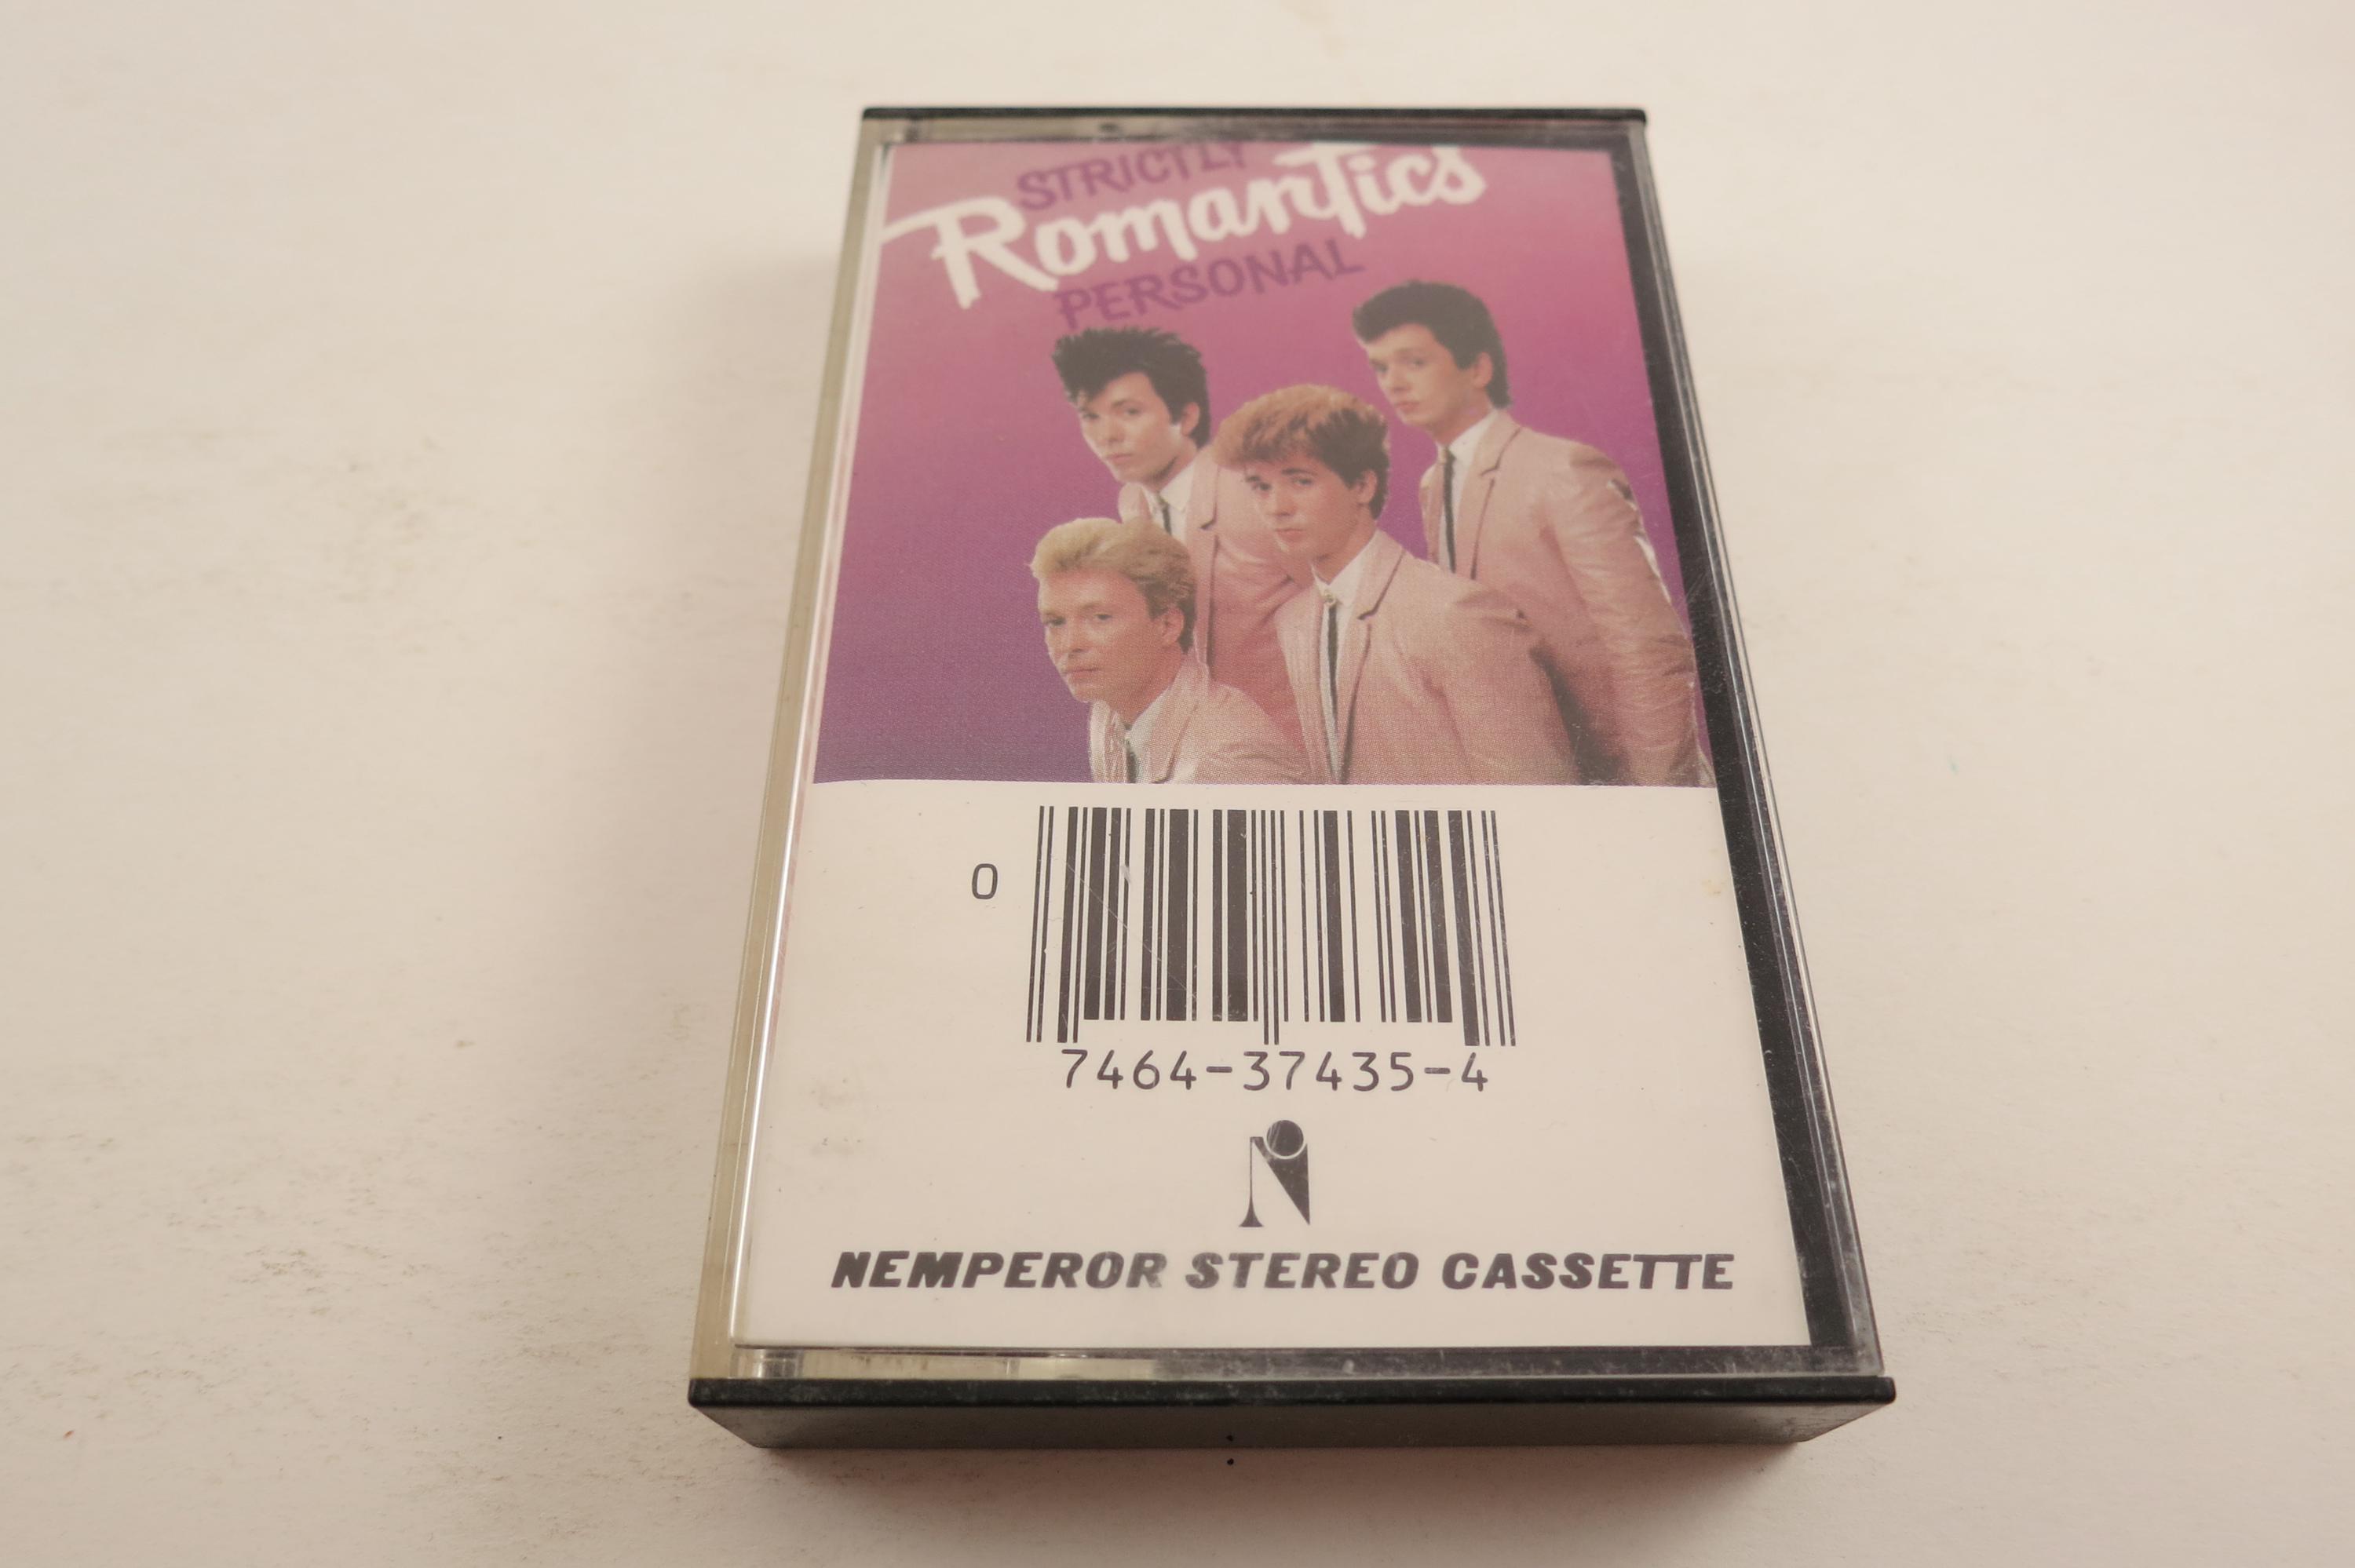 STRICTLY
Romantics
PERSONAL
0
7464-37435-4
N
NEMPEROR STEREO CASSETTE